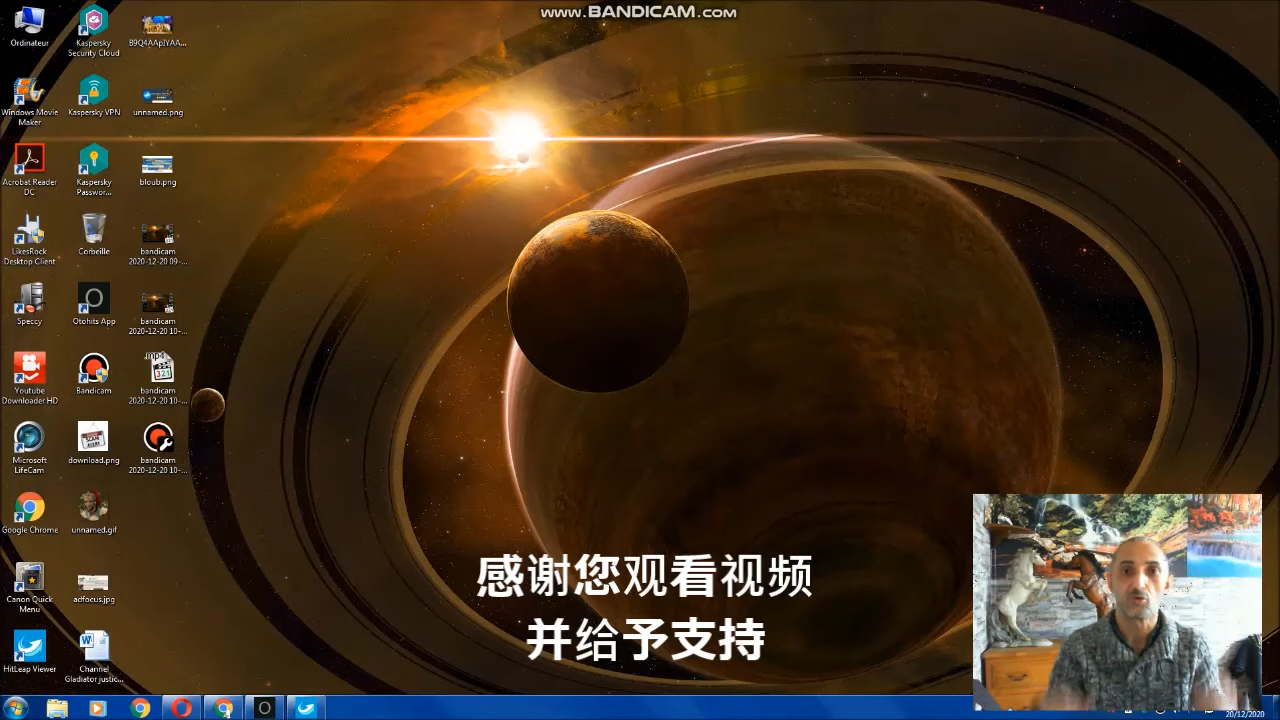 www.BANDICAM.com
Ordinateur
Kaspersky
Security Cloud
B9Q4AApJYAA...
Windows Movie
Maker
Kaspersky VPN
unnamed.png
Acrobat Reader
DC
Kaspersky
Passwor...
bloub.png
LikesRock
Desktop Client
Corbeille
bandicam
2020-12-20 09-...
Speccy
Otohits App
bandicam
2020-12-20 10-...
Youtube
Downloader HD
Bandicam
.mp4
321
bandicam
2020-12-20 10-...
Microsoft
LifeCam
download.png
bandicam
2020-12-20 10-...
Google Chrome
unnamed.gif
Canon Quick
Menu
adfocus.jpg
HitLeap Viewer
Channel
Gladiator justic...
感谢您观看视频
并给予支持
20/12/2020